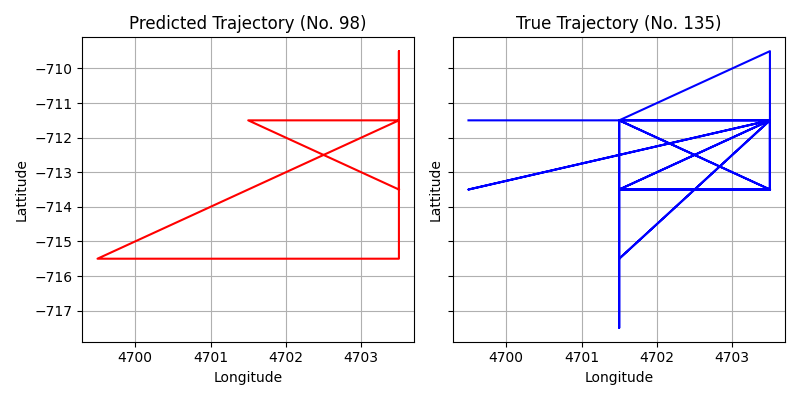 Predicted Trajectory (No. 98)
True Trajectory (No. 135)
−710
−711
−712
−713
−714
−715
−716
−717
Lattitude
Lattitude
4700 4701 4702 4703
4700 4701 4702 4703
Longitude
Longitude